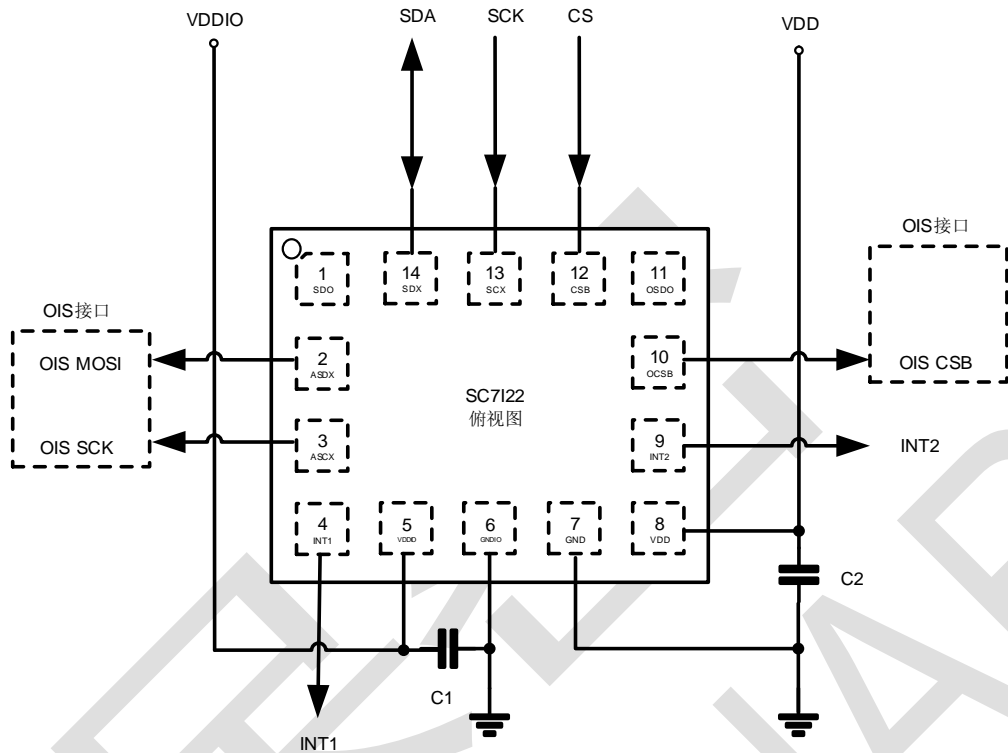 VDDIO
SDA
SCK
CS
VDD
OIS接口
1
SDO
14
SDX
13
SCX
12
CSB
11
OSDO
OIS接口
OIS MOSI
2
ASDX
10
OCSB
OIS CSB
SC7I22
俯视图
OIS SCK
3
ASCX
9
INT2
INT2
4
INT1
5
VDDIO
6
GNDIO
7
GND
8
VDD
C2
C1
INT1